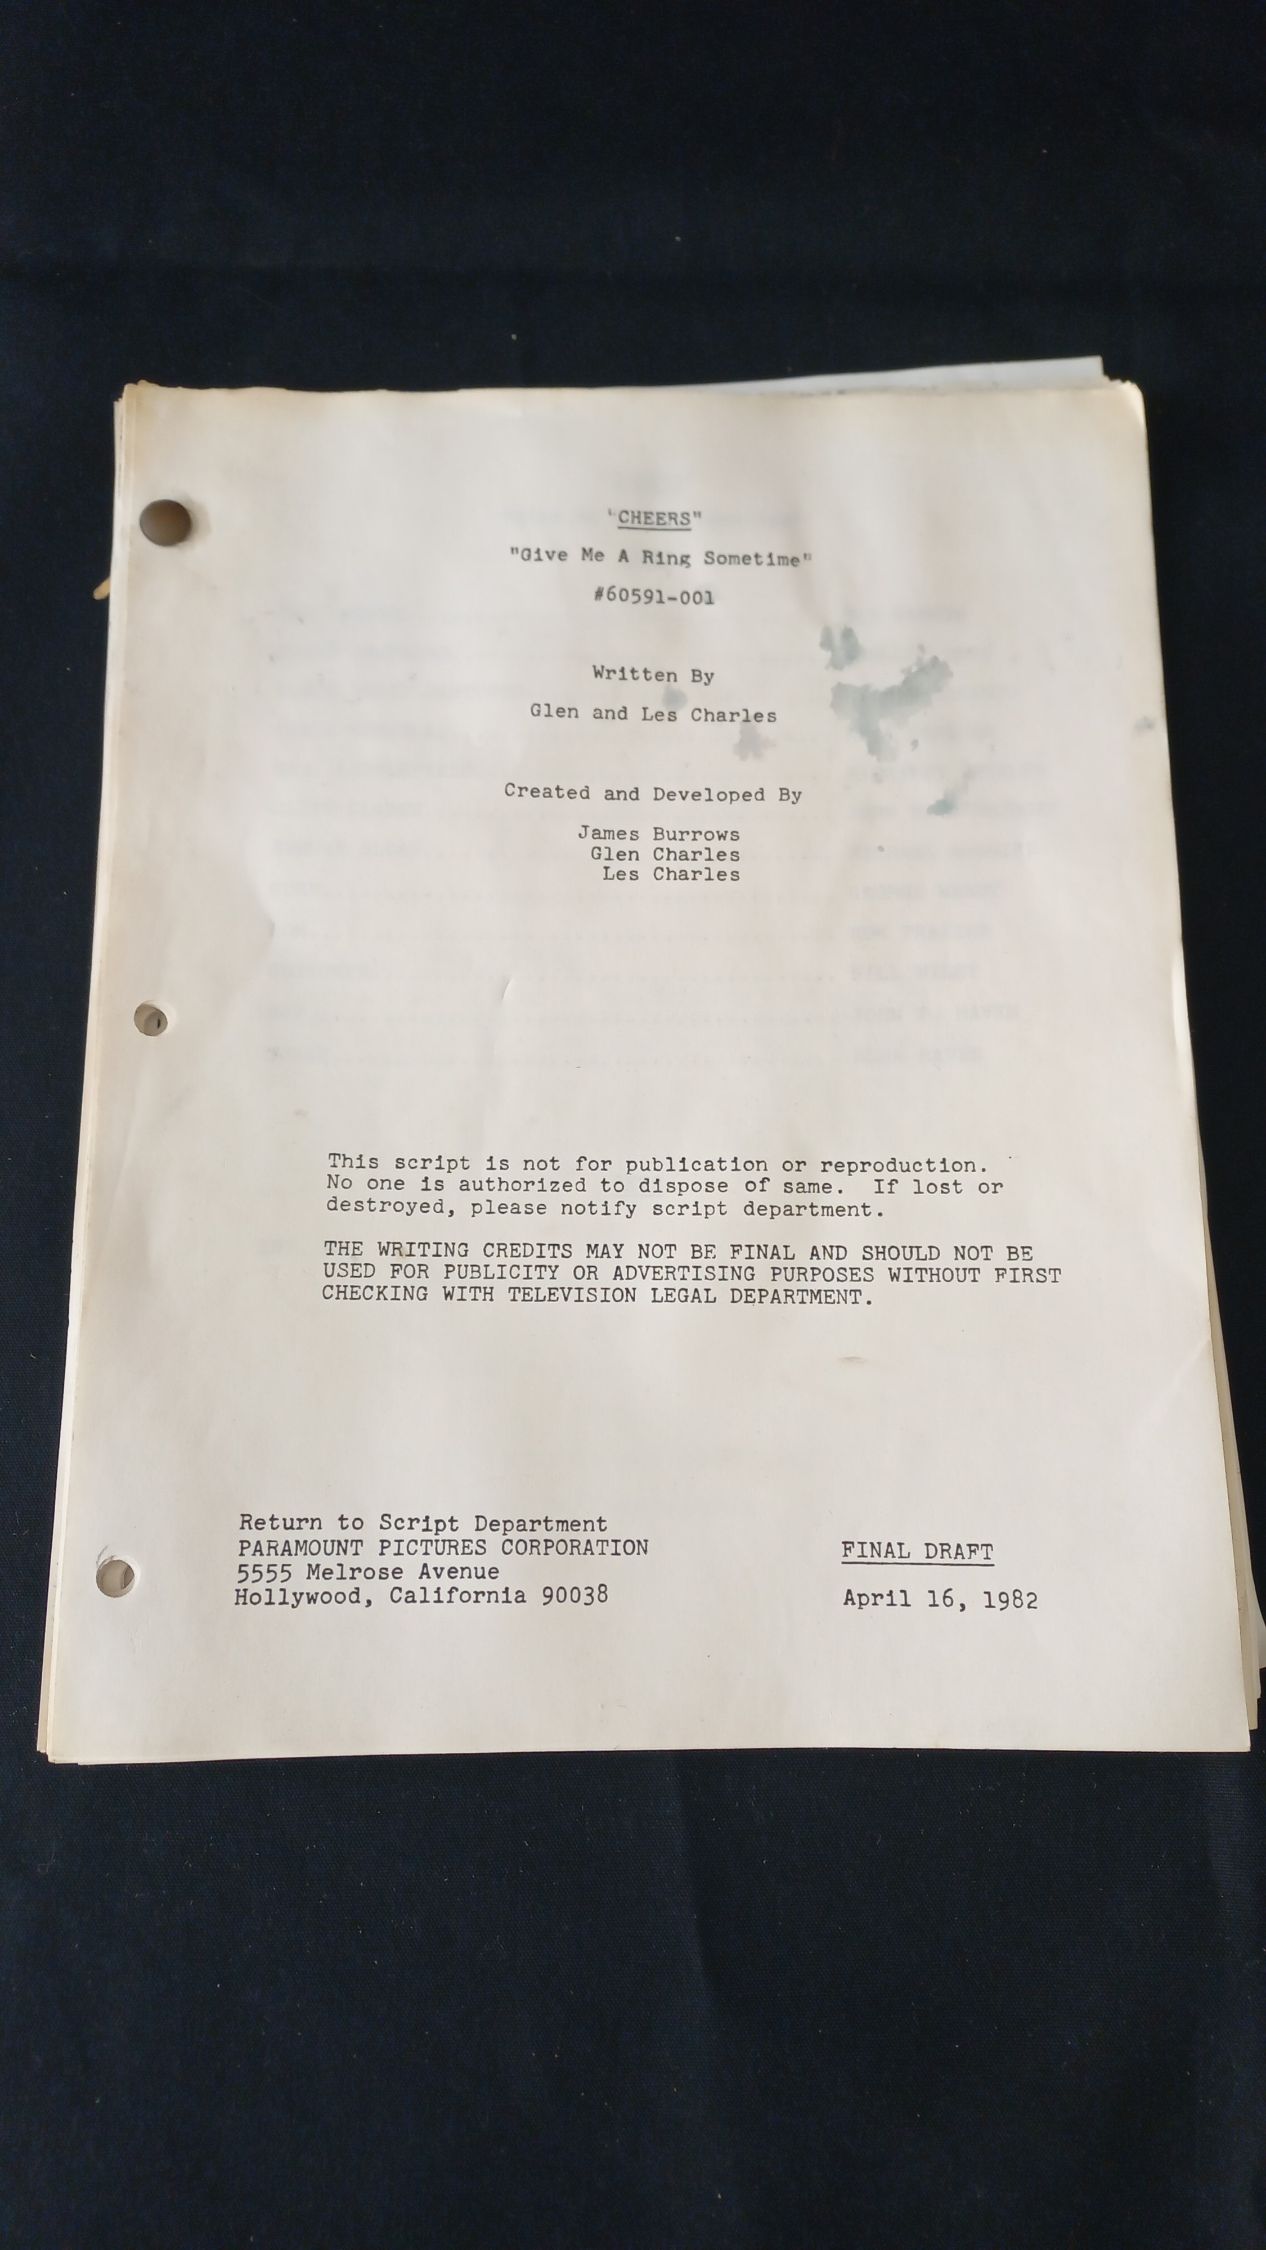 "CHEERS"
"Give Me A Ring Sometime"
#60591-001
Written By
Glen and Les Charles
Created and Developed By
James Burrows
Glen Charles
Les Charles
This script is not for publication or reproduction.
No one is authorized to dispose of same. If lost or
destroyed, please notify script department.
THE WRITING CREDITS MAY NOT BE FINAL AND SHOULD NOT BE
USED FOR PUBLICITY OR ADVERTISING PURPOSES WITHOUT FIRST
CHECKING WITH TELEVISION LEGAL DEPARTMENT.
Return to Script Department
PARAMOUNT PICTURES CORPORATION
5555 Melrose Avenue
Hollywood, California 90038
FINAL DRAFT
April 16, 1982